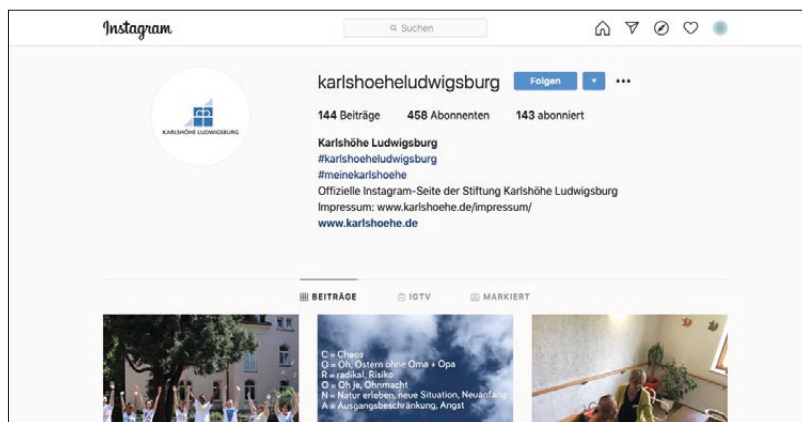 Instagram
Suchen
karlshoeheludwigsburg Folgen
144 Beiträge 458 Abonnenten 143 abonniert
KARLSHÖHE LUDWIGSBURG
Karlshöhe Ludwigsburg
#karlshoeheludwigsburg
#meinekarlshoehe
Offizielle Instagram-Seite der Stiftung Karlshöhe Ludwigsburg
Impressum: www.karlshoehe.de/impressum/
www.karlshoehe.de
BEITRÄGE IGTV MARKIERT
C = Chaos
O = Oh, Ostern ohne Oma + Opa
R = radikal, Risiko
O = Oh je, Ohnmacht
N = Natur erleben, neue Situation, Neuanfang
A = Ausgangsbeschränkung, Angst